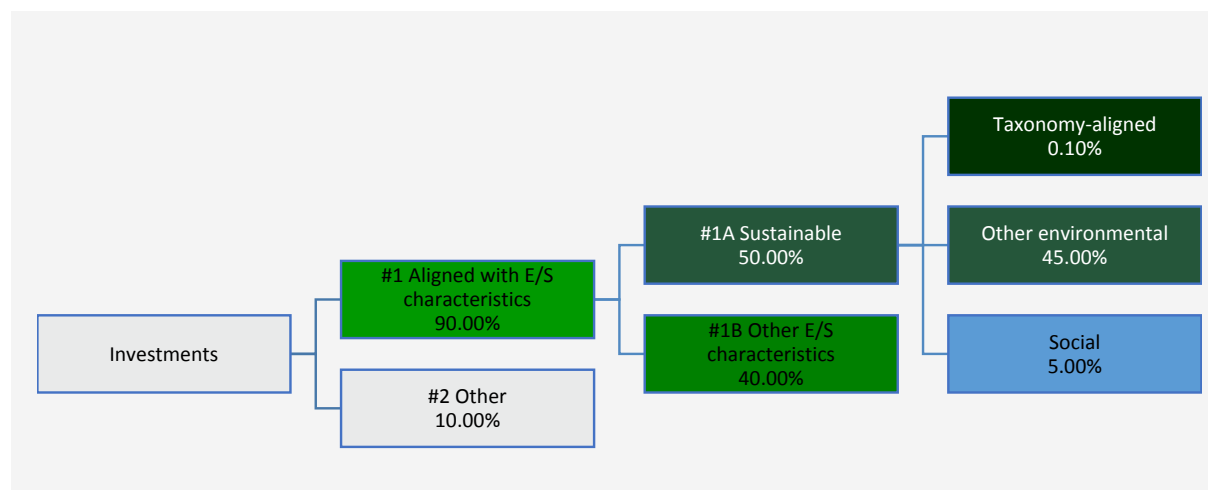 Investments
#1 Aligned with E/S
characteristics
90.00%
#2 Other
10.00%
#1A Sustainable
50.00%
#1B Other E/S
characteristics
40.00%
Taxonomy-aligned
0.10%
Other environmental
45.00%
Social
5.00%